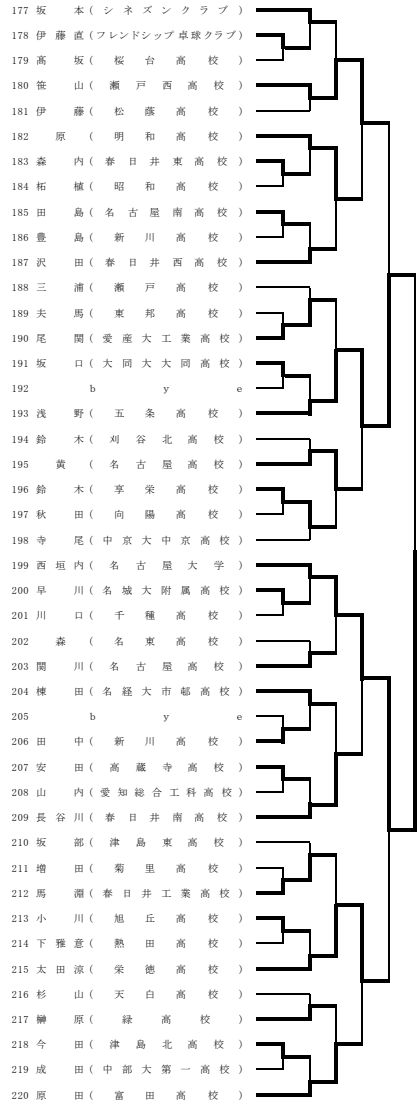 177 坂本(シネズンクラブ)
178 伊藤直(フレンドシップ卓球クラブ)
179 髙坂(桜台高校)
180 笹山(瀬戸西高校)
181 伊藤(松蔭高校)
182 原(明和高校)
183 森内(春日井東高校)
184 柘植(昭和高校)
185 田島(名古屋南高校)
186 豊島(新川高校)
187 沢田(春日井西高校)
188 三浦(瀬戸高校)
189 夫馬(東邦高校)
190 尾関(愛産大工業高校)
191 坂口(大同大大同高校)
192 bye
193 浅野(五条高校)
194 鈴木(刈谷北高校)
195 黄(名古屋高校)
196 鈴木(享栄高校)
197 秋田(向陽高校)
198 寺尾(中京大中京高校)
199 西垣内(名古屋大学)
200 早川(名城大附属高校)
201 川口(千種高校)
202 森(名東高校)
203 関川(名古屋高校)
204 棟田(名経大市邨高校)
205 bye
206 田中(新川高校)
207 安田(高蔵寺高校)
208 山内(愛知総合工科高校)
209 長谷川(春日井南高校)
210 坂部(津島東高校)
211 増田(菊里高校)
212 馬淵(春日井工業高校)
213 小川(旭丘高校)
214 下雅意(熱田高校)
215 太田涼(栄徳高校)
216 杉山(天白高校)
217 榊原(緑高校)
218 今田(津島北高校)
219 成田(中部大第一高校)
220 原田(富田高校)